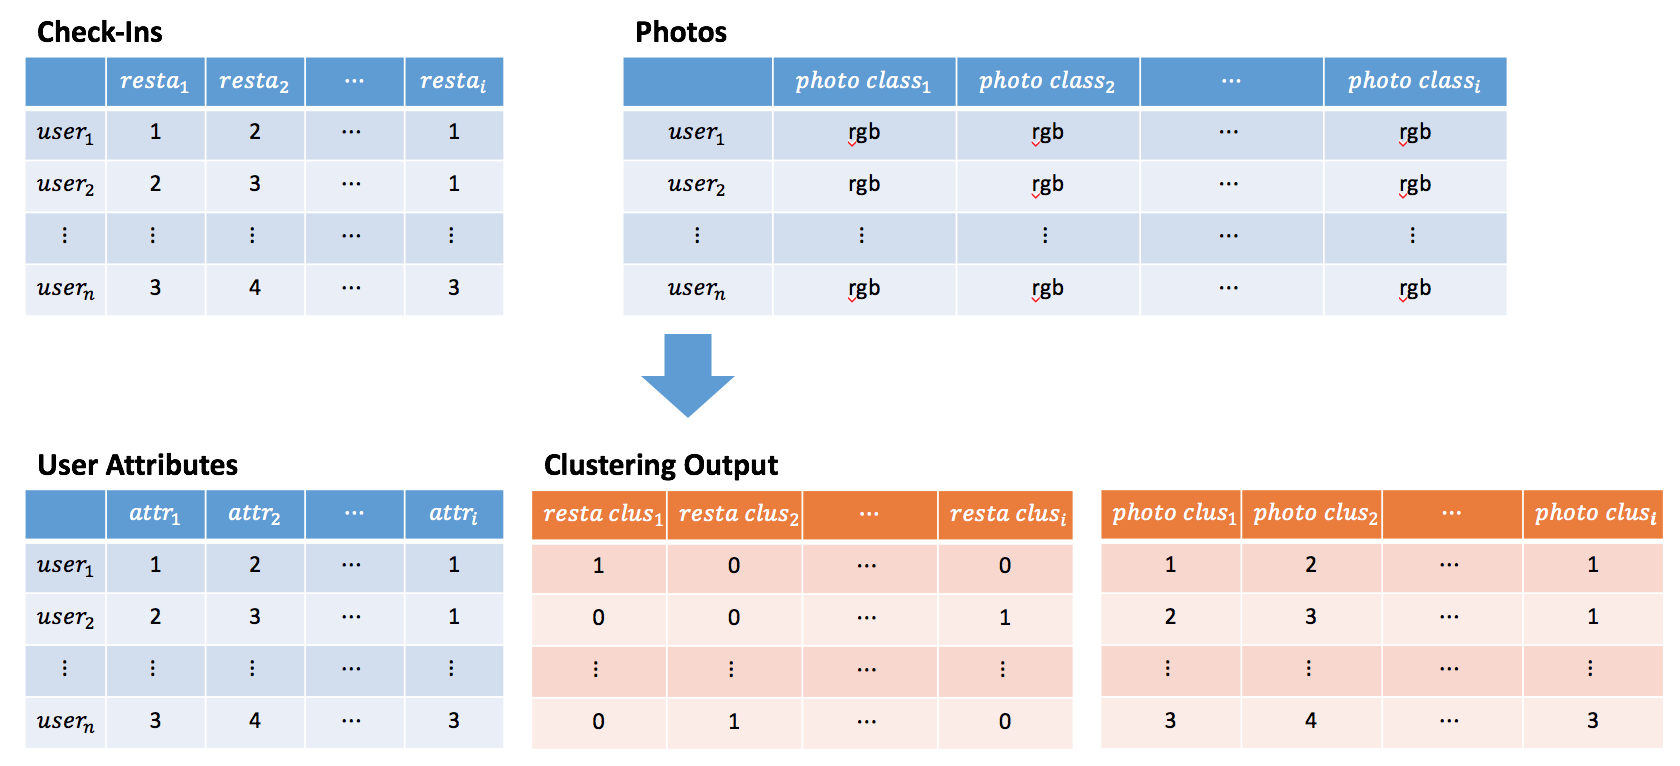 Check-Ins
resta₁ resta₂ ⋯ restaᵢ
user₁ 1 2 ⋯ 1
user₂ 2 3 ⋯ 1
⋮ ⋮ ⋮ ⋯ ⋮
userₙ 3 4 ⋯ 3
Photos
photo class₁ photo class₂ ⋯ photo classᵢ
user₁ rgb rgb ⋯ rgb
user₂ rgb rgb ⋯ rgb
⋮ ⋮ ⋮ ⋯ ⋮
userₙ rgb rgb ⋯ rgb
User Attributes
attr₁ attr₂ ⋯ attrᵢ
user₁ 1 2 ⋯ 1
user₂ 2 3 ⋯ 1
⋮ ⋮ ⋮ ⋯ ⋮
userₙ 3 4 ⋯ 3
Clustering Output
resta clus₁ resta clus₂ ⋯ resta clusᵢ
1 0 ⋯ 0
0 0 ⋯ 1
⋮ ⋮ ⋯ ⋮
0 1 ⋯ 0
photo clus₁ photo clus₂ ⋯ photo clusᵢ
1 2 ⋯ 1
2 3 ⋯ 1
⋮ ⋮ ⋯ ⋮
3 4 ⋯ 3